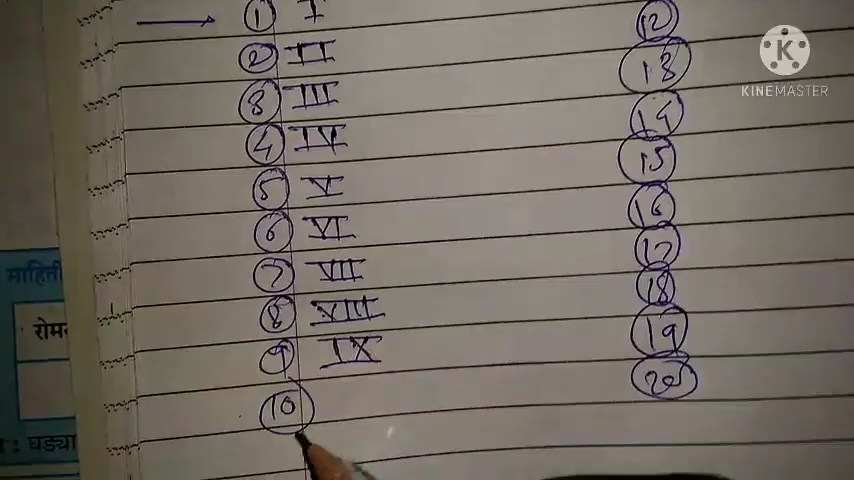 1 I 12
2 II 13
3 III 14
4 IV 15
5 V 16
6 VI 17
7 VII 18
8 VIII 19
9 IX 20
10
K
KINEMASTER
माहिती
रोमन
: घड्या